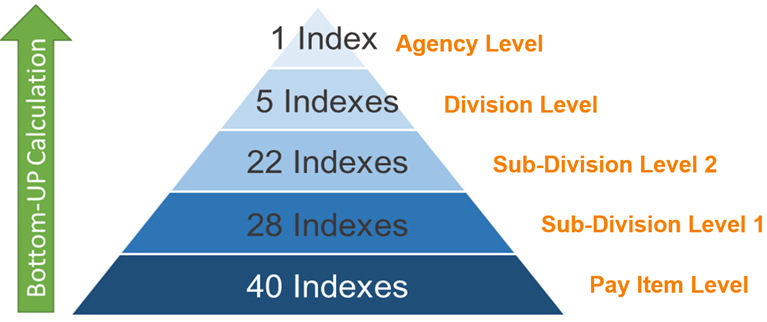 1 Index Agency Level
5 Indexes Division Level
22 Indexes Sub-Division Level 2
28 Indexes Sub-Division Level 1
40 Indexes Pay Item Level
Bottom-UP Calculation